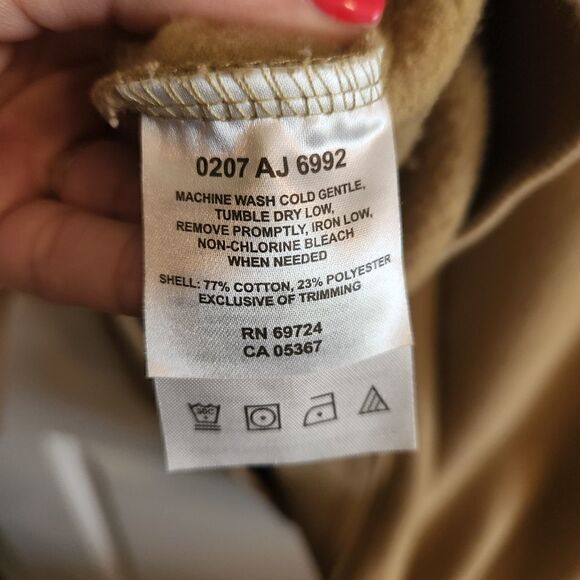 0207 AJ 6992
MACHINE WASH COLD GENTLE,
TUMBLE DRY LOW,
REMOVE PROMPTLY, IRON LOW,
NON-CHLORINE BLEACH
WHEN NEEDED
SHELL: 77% COTTON, 23% POLYESTER
EXCLUSIVE OF TRIMMING
RN 69724
CA 05367
30C